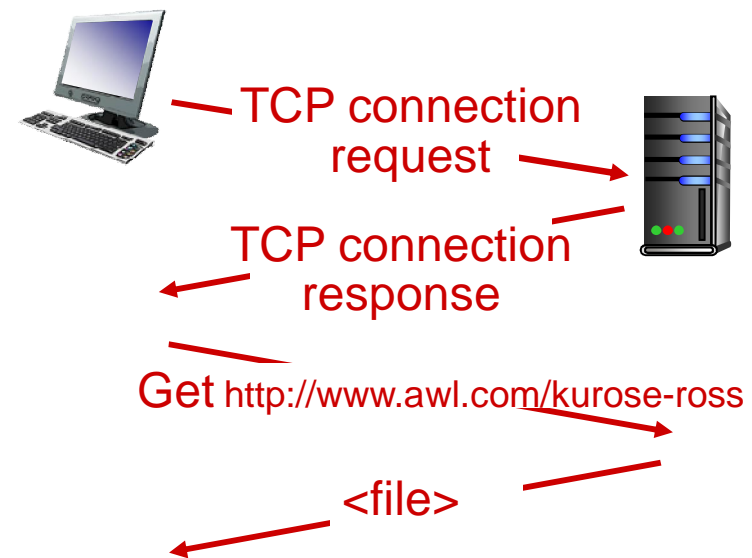 TCP connection
request
TCP connection
response
Get http://www.awl.com/kurose-ross
<file>